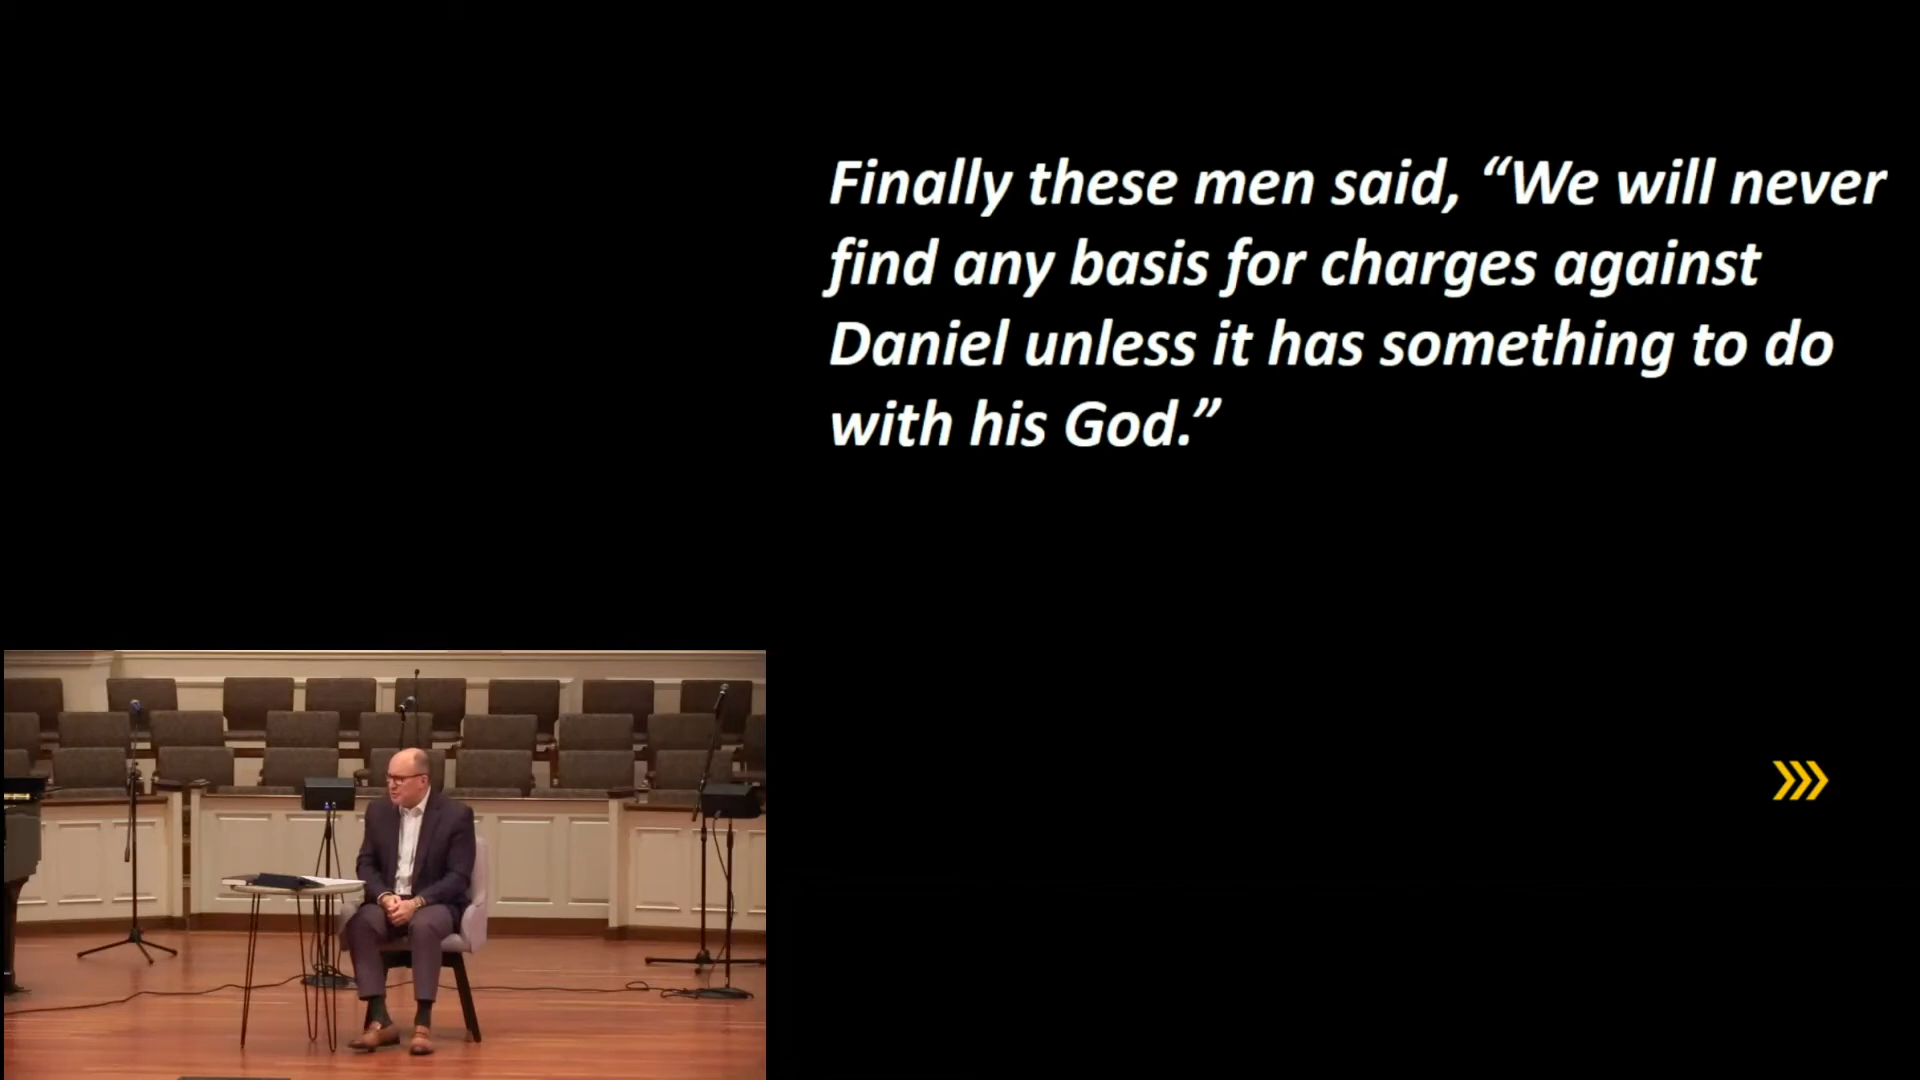 Finally these men said, “We will never
find any basis for charges against
Daniel unless it has something to do
with his God.”